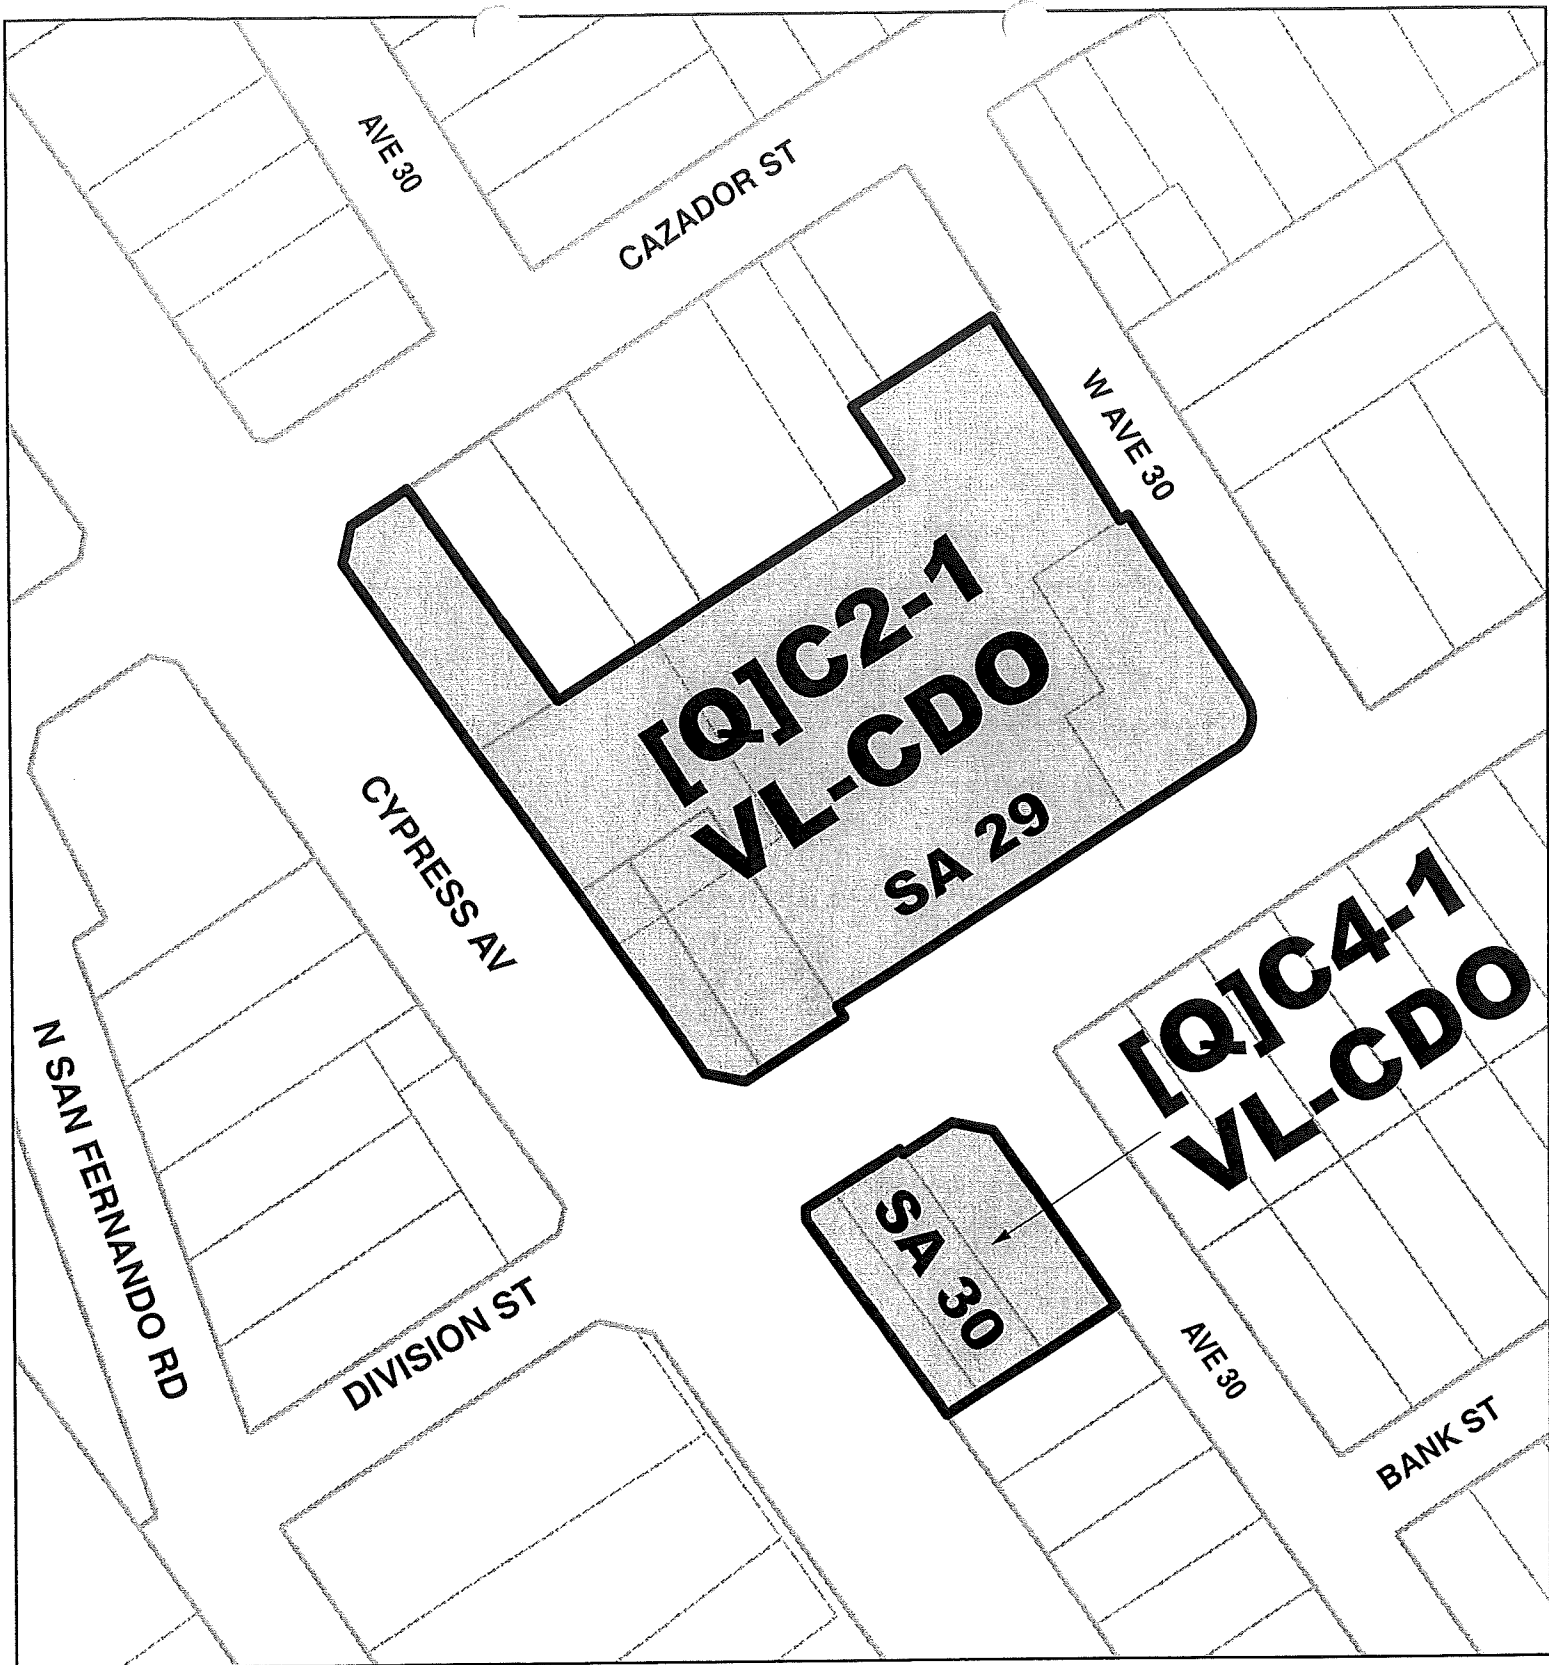 AVE 30
CAZADOR ST
W AVE 30
[Q]C2-1
VL-CDO
SA 29
CYPRESS AV
[Q]C4-1
VL-CDO
N SAN FERNANDO RD
SA 30
DIVISION ST
AVE 30
BANK ST